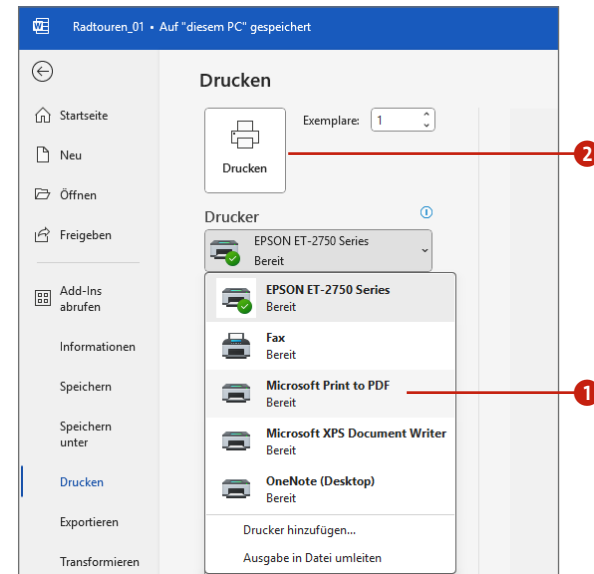 Radtouren_01 • Auf "diesem PC" gespeichert
Startseite
Neu
Öffnen
Freigeben
Add-Ins
abrufen
Informationen
Speichern
Speichern
unter
Drucken
Exportieren
Transformieren
Drucken
Drucken
Exemplare: 1
2
Drucker
EPSON ET-2750 Series
Bereit
EPSON ET-2750 Series
Bereit
Fax
Bereit
Microsoft Print to PDF
Bereit
1
Microsoft XPS Document Writer
Bereit
OneNote (Desktop)
Bereit
Drucker hinzufügen...
Ausgabe in Datei umleiten